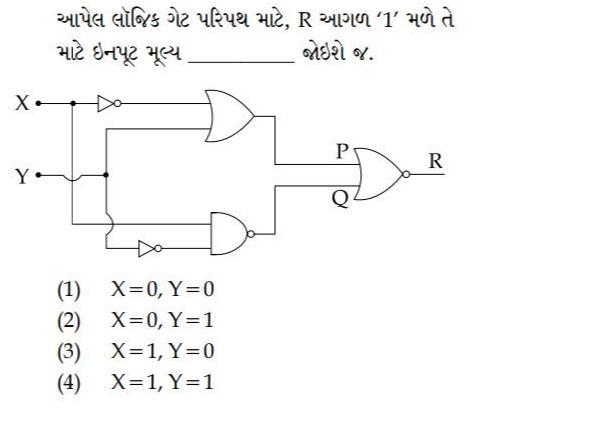 આપેલ લૉજિક ગેટ પરિપથ માટે, R આગળ ‘1’ મળે તે
માટે ઇનપૂટ મૂલ્ય ____________ જોઇશે જ.
X
P
R
Y
Q
(1) X=0, Y=0
(2) X=0, Y=1
(3) X=1, Y=0
(4) X=1, Y=1